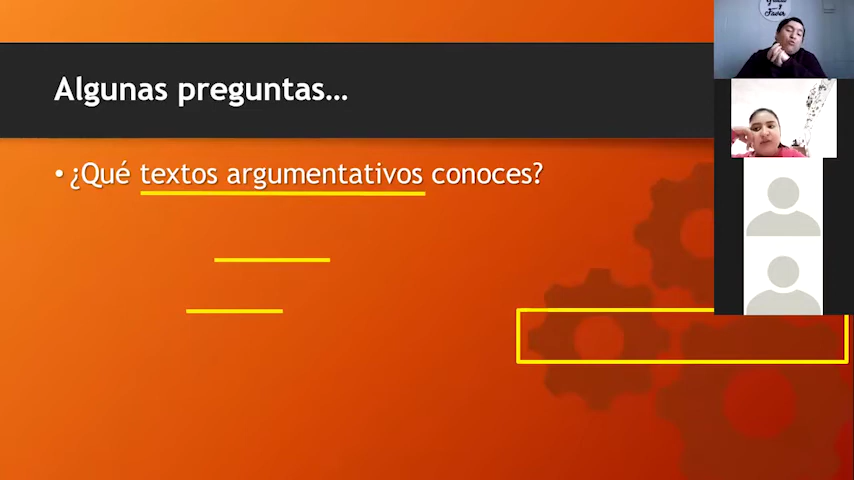 Algunas preguntas...
• ¿Qué textos argumentativos conoces?